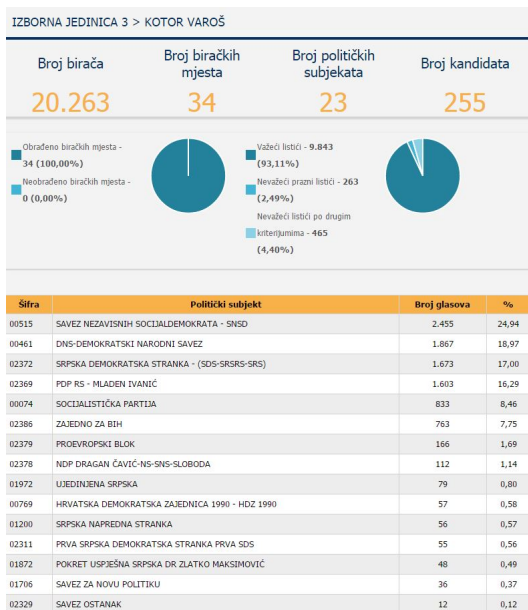 IZBORNA JEDINICA 3 > KOTOR VAROŠ
Broj birača
20.263
Broj biračkih
mjesta
34
Broj političkih
subjekata
23
Broj kandidata
255
Obrađeno biračkih mjesta -
34 (100,00%)
Neobrađeno biračkih mjesta -
0 (0,00%)
Važeći listići - 9.843
(93,11%)
Nevažeći prazni listići - 263
(2,49%)
Nevažeći listići po drugim
kriterijumima - 465
(4,40%)
Šifra Politički subjekt Broj glasova %
00515 SAVEZ NEZAVISNIH SOCIJALDEMOKRATA - SNSD 2.455 24,94
00461 DNS-DEMOKRATSKI NARODNI SAVEZ 1.867 18,97
02372 SRPSKA DEMOKRATSKA STRANKA - (SDS-SRSRS-SRS) 1.673 17,00
02369 PDP RS - MLADEN IVANIĆ 1.603 16,29
00074 SOCIJALISTIČKA PARTIJA 833 8,46
02386 ZAJEDNO ZA BIH 763 7,75
02379 PROEVROPSKI BLOK 166 1,69
02378 NDP DRAGAN ČAVIĆ-NS-SNS-SLOBODA 112 1,14
01972 UJEDINJENA SRPSKA 79 0,80
00769 HRVATSKA DEMOKRATSKA ZAJEDNICA 1990 - HDZ 1990 57 0,58
01200 SRPSKA NAPREDNA STRANKA 56 0,57
02311 PRVA SRPSKA DEMOKRATSKA STRANKA PRVA SDS 55 0,56
01872 POKRET USPJEŠNA SRPSKA DR ZLATKO MAKSIMOVIĆ 48 0,49
01706 SAVEZ ZA NOVU POLITIKU 36 0,37
02329 SAVEZ OSTANAK 12 0,12